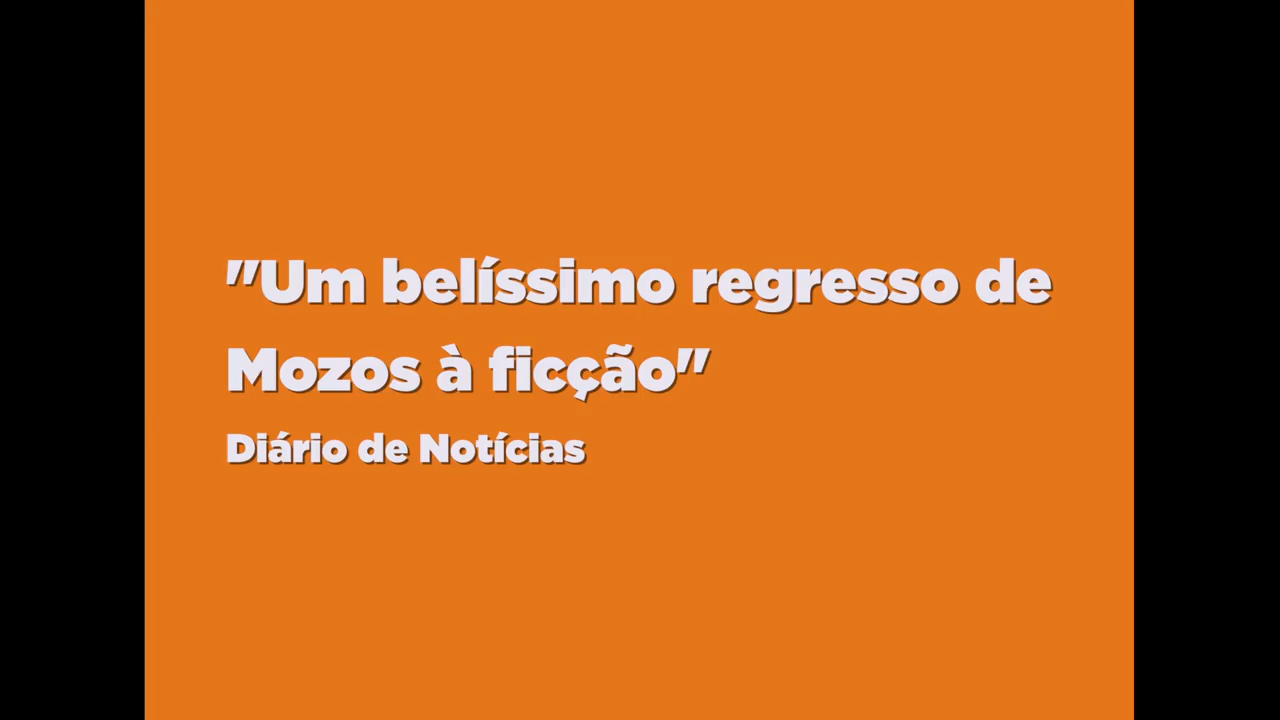 "Um belíssimo regresso de
Mozos à ficção"
Diário de Notícias